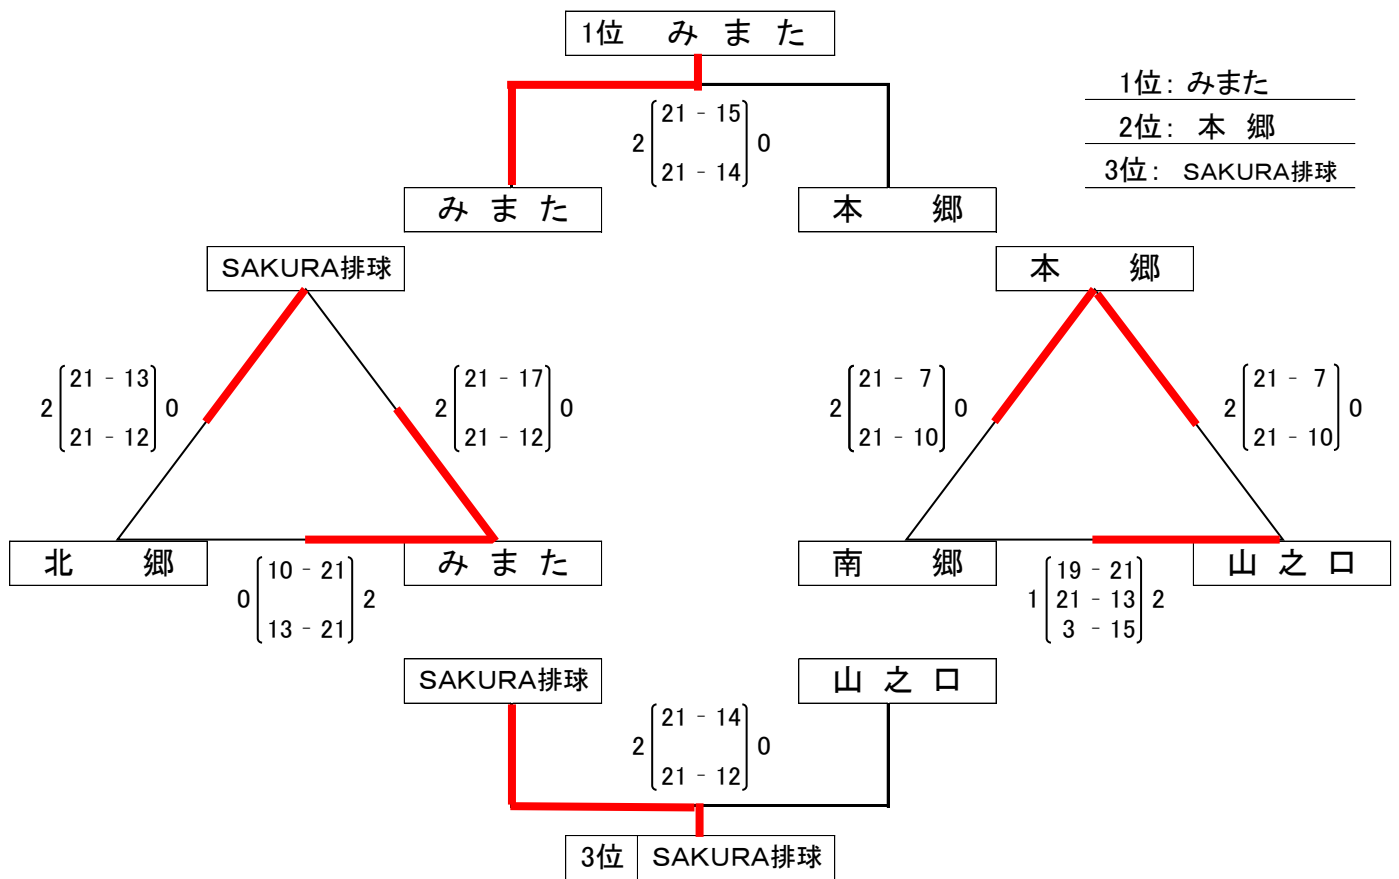 1位 みまた
1位: みまた
21 - 15
2 0
21 - 14
2位: 本郷
3位: SAKURA排球
みまた
本郷
SAKURA排球
本郷
21 - 13
2 0
21 - 12
21 - 17
2 0
21 - 12
21 - 7
2 0
21 - 10
21 - 7
2 0
21 - 10
北郷
みまた
南郷
山之口
10 - 21
0 2
13 - 21
19 - 21
1 21 - 13 2
3 - 15
SAKURA排球
山之口
21 - 14
2 0
21 - 12
3位 SAKURA排球